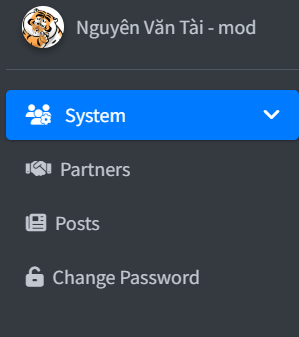 Nguyên Văn Tài - mod
System
Partners
Posts
Change Password